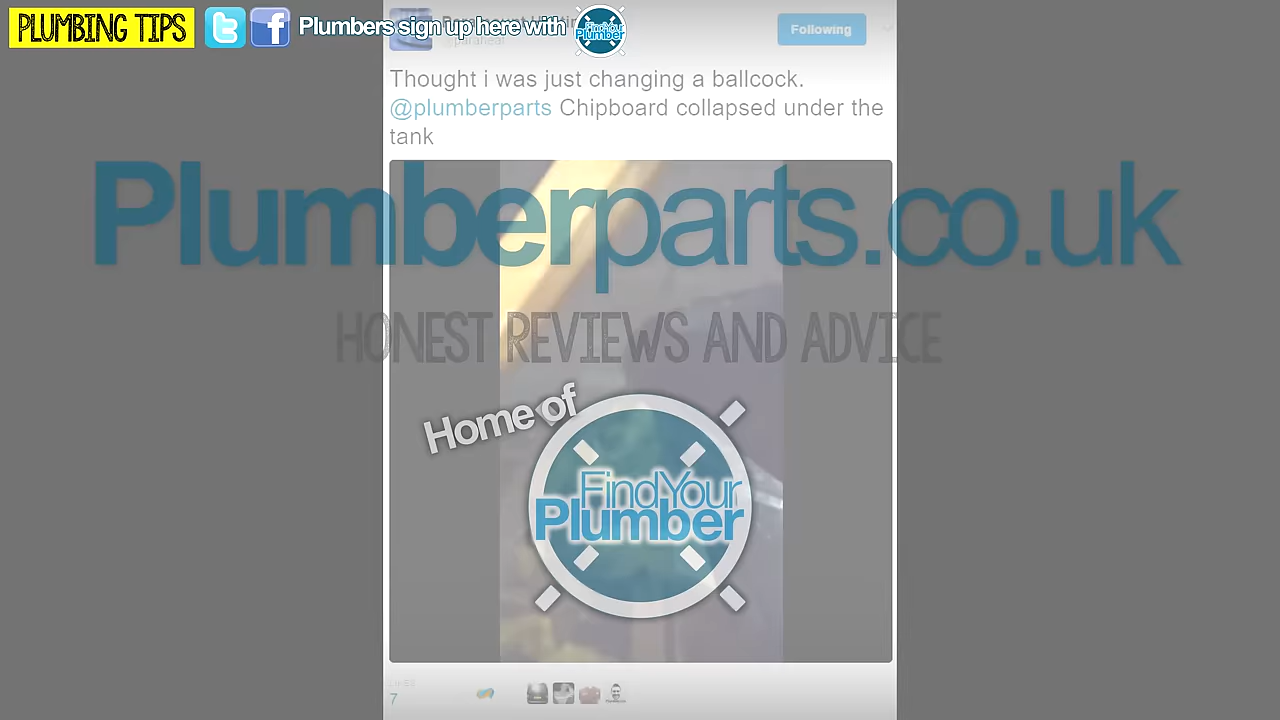 PLUMBING TIPS
Plumbers sign up here with
FindYour
Plumber
Following
Thought i was just changing a ballcock.
@plumberparts Chipboard collapsed under the
tank
Plumberparts.co.uk
HONEST REVIEWS AND ADVICE
Home of
FindYour
Plumber
LIKES
7